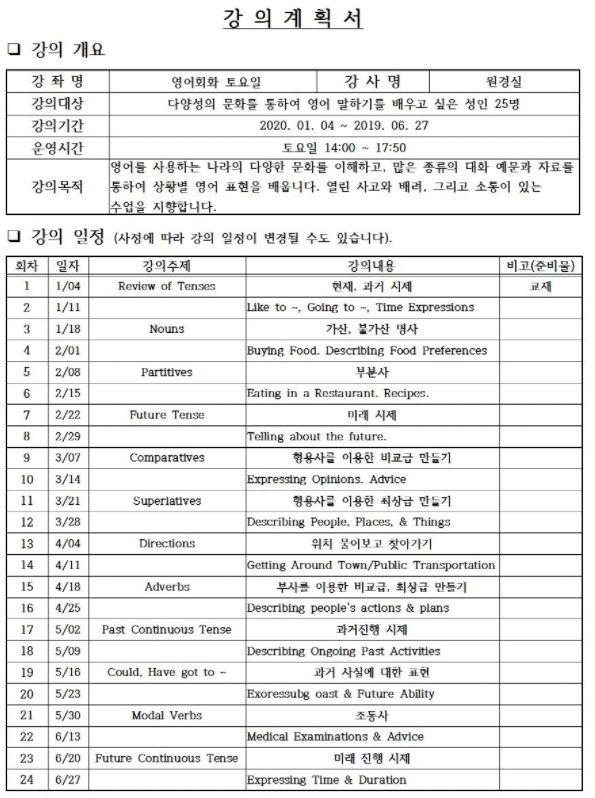 강 의 계 획 서
❏ 강의 개요
강 좌 명 영어회화 토요일 강 사 명 원경실
강의대상 다양성의 문화를 통하여 영어 말하기를 배우고 싶은 성인 25명
강의기간 2020. 01. 04 ~ 2019. 06. 27
운영시간 토요일 14:00 ~ 17:50
강의목적 영어를 사용하는 나라의 다양한 문화를 이해하고, 많은 종류의 대화 예문과 자료를
통하여 상황별 영어 표현을 배웁니다. 열린 사고와 배려, 그리고 소통이 있는
수업을 지향합니다.
❏ 강의 일정 (사정에 따라 강의 일정이 변경될 수도 있습니다).
회차 일자 강의주제 강의내용 비고(준비물)
1 1/04 Review of Tenses 현재, 과거 시제 교재
2 1/11 Like to ~, Going to ~, Time Expressions
3 1/18 Nouns 가산, 불가산 명사
4 2/01 Buying Food. Describing Food Preferences
5 2/08 Partitives 부분사
6 2/15 Eating in a Restaurant. Recipes.
7 2/22 Future Tense 미래 시제
8 2/29 Telling about the future.
9 3/07 Comparatives 형용사를 이용한 비교급 만들기
10 3/14 Expressing Opinions. Advice
11 3/21 Superlatives 형용사를 이용한 최상급 만들기
12 3/28 Describing People, Places, & Things
13 4/04 Directions 위치 물어보고 찾아가기
14 4/11 Getting Around Town/Public Transportation
15 4/18 Adverbs 부사를 이용한 비교급, 최상급 만들기
16 4/25 Describing people's actions & plans
17 5/02 Past Continuous Tense 과거진행 시제
18 5/09 Describing Ongoing Past Activities
19 5/16 Could, Have got to ~ 과거 사실에 대한 표현
20 5/23 Exoressubg oast & Future Ability
21 5/30 Modal Verbs 조동사
22 6/13 Medical Examinations & Advice
23 6/20 Future Continuous Tense 미래 진행 시제
24 6/27 Expressing Time & Duration